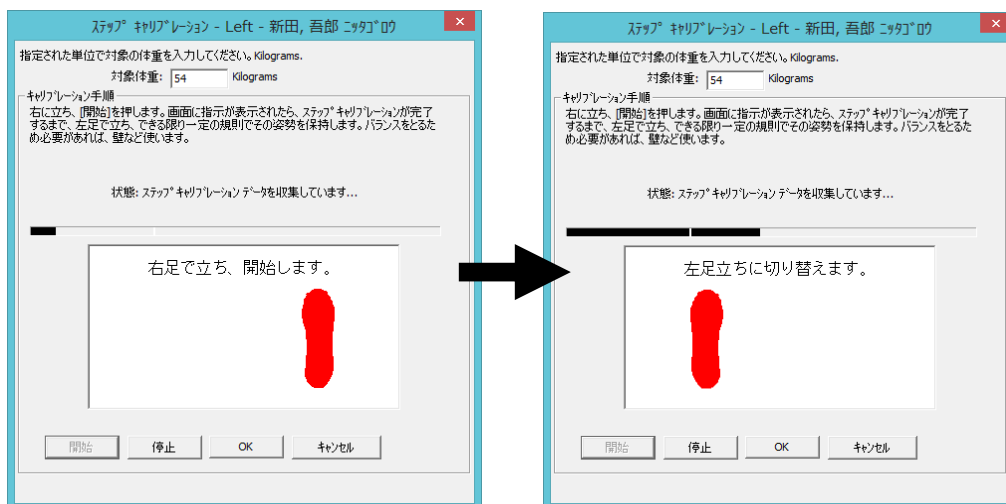 ステップ キャリブレーション - Left - 新田, 吾郎 ニッタゴロウ
指定された単位で対象の体重を入力してください。Kilograms.
対象体重: 54 Kilograms
キャリブレーション手順
右に立ち、[開始]を押します。画面に指示が表示されたら、ステップキャリブレーションが完了
するまで、左足で立ち、できる限り一定の規則でその姿勢を保持します。バランスをとるた
め必要があれば、壁など使います。
状態: ステップ キャリブレーション データを収集しています...
右足で立ち、開始します。
開始 停止 OK キャンセル
ステップ キャリブレーション - Left - 新田, 吾郎 ニッタゴロウ
指定された単位で対象の体重を入力してください。Kilograms.
対象体重: 54 Kilograms
キャリブレーション手順
右に立ち、[開始]を押します。画面に指示が表示されたら、ステップキャリブレーションが完了
するまで、左足で立ち、できる限り一定の規則でその姿勢を保持します。バランスをとるた
め必要があれば、壁など使います。
状態: ステップ キャリブレーション データを収集しています...
左足立ちに切り替えます。
開始 停止 OK キャンセル